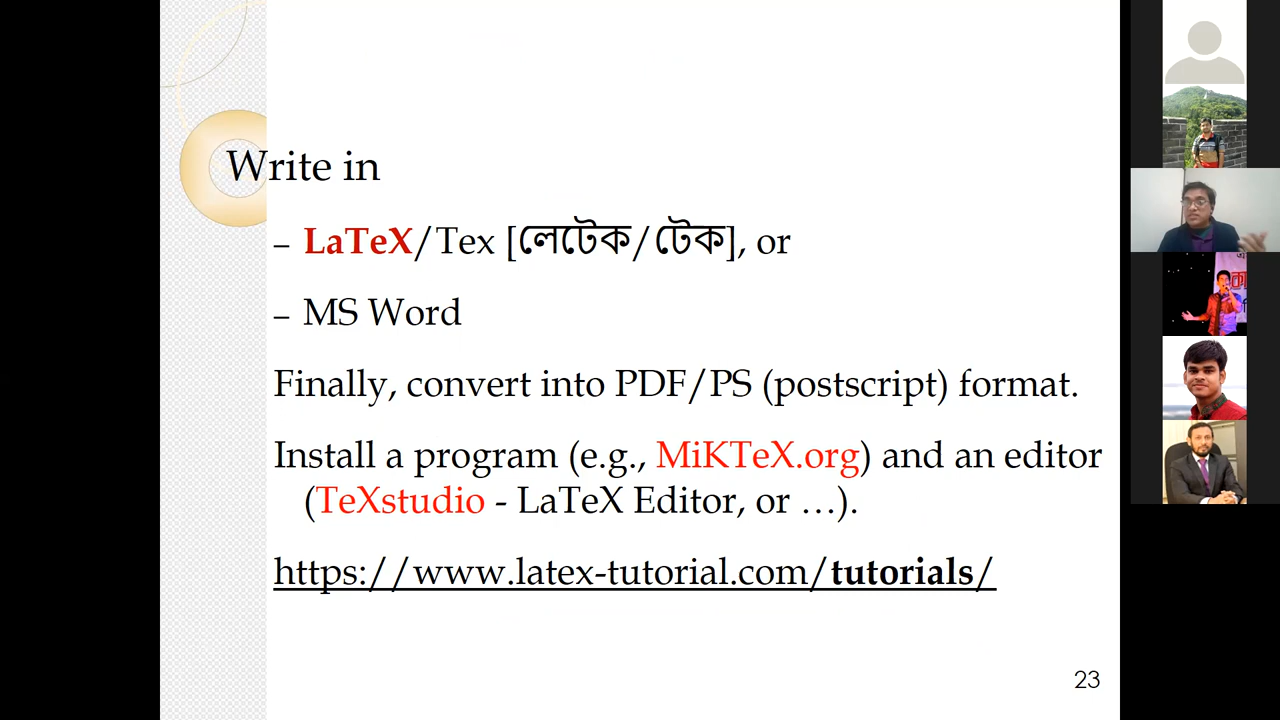 Write in
– LaTeX/Tex [লেটেক/টেক], or
– MS Word
Finally, convert into PDF/PS (postscript) format.
Install a program (e.g., MiKTeX.org) and an editor
(TeXstudio - LaTeX Editor, or …).
https://www.latex-tutorial.com/tutorials/
23